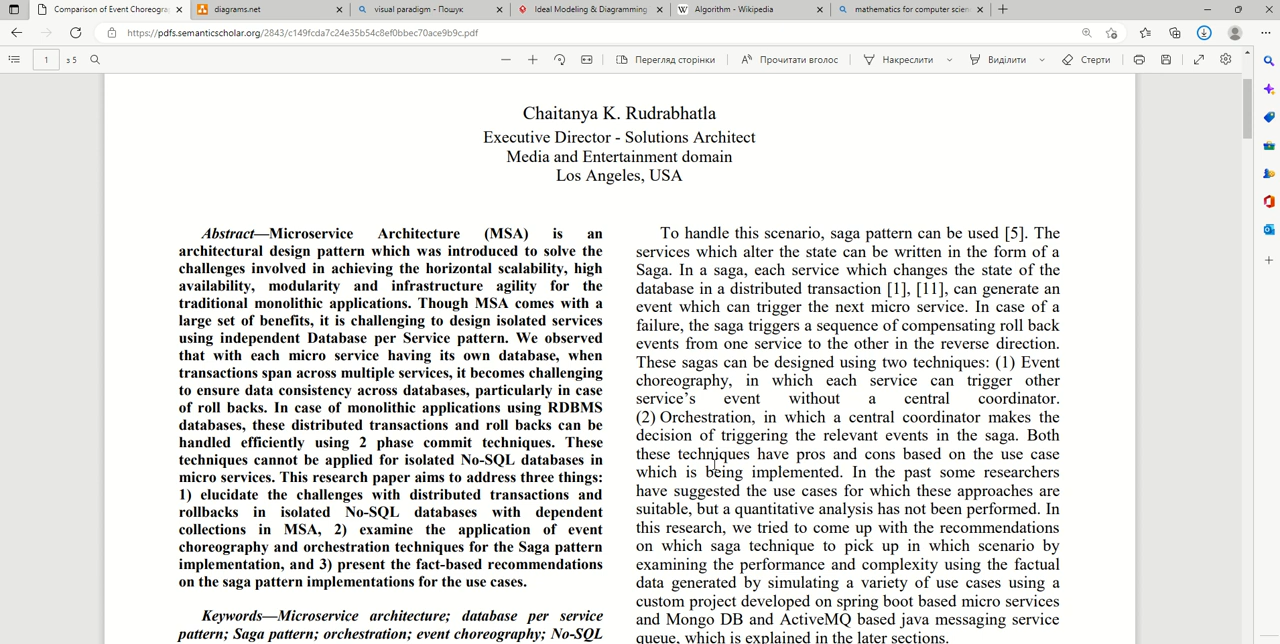 Comparison of Event Choreogra
diagrams.net
visual paradigm - Пошук
Ideal Modeling & Diagramming
Algorithm - Wikipedia
mathematics for computer scien
https://pdfs.semanticscholar.org/2843/c149fcda7c24e35b54c8ef0bbec70ace9b9c.pdf
1 з 5 Перегляд сторінки Прочитати вголос Накреслити Виділити Стерти
Chaitanya K. Rudrabhatla
Executive Director - Solutions Architect
Media and Entertainment domain
Los Angeles, USA
Abstract—Microservice Architecture (MSA) is an
architectural design pattern which was introduced to solve the
challenges involved in achieving the horizontal scalability, high
availability, modularity and infrastructure agility for the
traditional monolithic applications. Though MSA comes with a
large set of benefits, it is challenging to design isolated services
using independent Database per Service pattern. We observed
that with each micro service having its own database, when
transactions span across multiple services, it becomes challenging
to ensure data consistency across databases, particularly in case
of roll backs. In case of monolithic applications using RDBMS
databases, these distributed transactions and roll backs can be
handled efficiently using 2 phase commit techniques. These
techniques cannot be applied for isolated No-SQL databases in
micro services. This research paper aims to address three things:
1) elucidate the challenges with distributed transactions and
rollbacks in isolated No-SQL databases with dependent
collections in MSA, 2) examine the application of event
choreography and orchestration techniques for the Saga pattern
implementation, and 3) present the fact-based recommendations
on the saga pattern implementations for the use cases.
Keywords—Microservice architecture; database per service
pattern; Saga pattern; orchestration; event choreography; No-SQL
To handle this scenario, saga pattern can be used [5]. The
services which alter the state can be written in the form of a
Saga. In a saga, each service which changes the state of the
database in a distributed transaction [1], [11], can generate an
event which can trigger the next micro service. In case of a
failure, the saga triggers a sequence of compensating roll back
events from one service to the other in the reverse direction.
These sagas can be designed using two techniques: (1) Event
choreography, in which each service can trigger other
service's event without a central coordinator.
(2) Orchestration, in which a central coordinator makes the
decision of triggering the relevant events in the saga. Both
these techniques have pros and cons based on the use case
which is being implemented. In the past some researchers
have suggested the use cases for which these approaches are
suitable, but a quantitative analysis has not been performed. In
this research, we tried to come up with the recommendations
on which saga technique to pick up in which scenario by
examining the performance and complexity using the factual
data generated by simulating a variety of use cases using a
custom project developed on spring boot based micro services
and Mongo DB and ActiveMQ based java messaging service
queue, which is explained in the later sections.